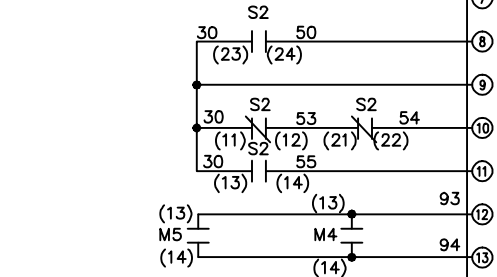 S2
30 50 8
(23) (24)
9
S2 S2
30 53 54 10
(11) (12) (21) (22)
S2
30 55 11
(13) (14)
93
(13) (13) 12
M5 M4
94
(14) (14) 13